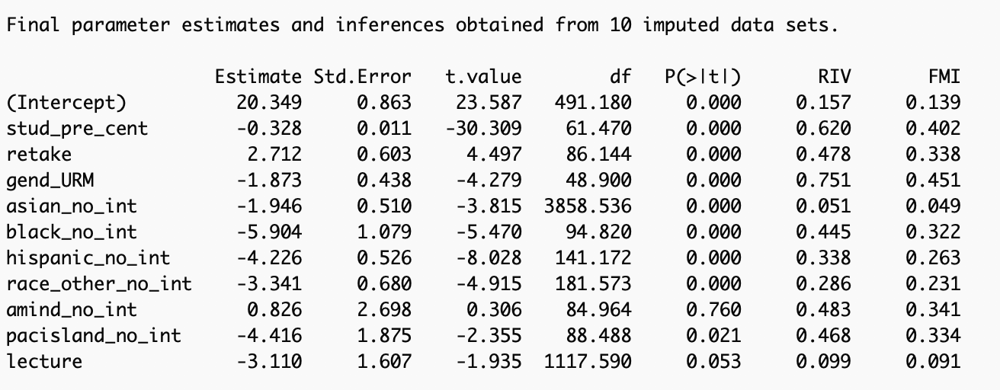 Final parameter estimates and inferences obtained from 10 imputed data sets.
Estimate Std.Error t.value df P(>|t|) RIV FMI
(Intercept) 20.349 0.863 23.587 491.180 0.000 0.157 0.139
stud_pre_cent -0.328 0.011 -30.309 61.470 0.000 0.620 0.402
retake 2.712 0.603 4.497 86.144 0.000 0.478 0.338
gend_URM -1.873 0.438 -4.279 48.900 0.000 0.751 0.451
asian_no_int -1.946 0.510 -3.815 3858.536 0.000 0.051 0.049
black_no_int -5.904 1.079 -5.470 94.820 0.000 0.445 0.322
hispanic_no_int -4.226 0.526 -8.028 141.172 0.000 0.338 0.263
race_other_no_int -3.341 0.680 -4.915 181.573 0.000 0.286 0.231
amind_no_int 0.826 2.698 0.306 84.964 0.760 0.483 0.341
pacisland_no_int -4.416 1.875 -2.355 88.488 0.021 0.468 0.334
lecture -3.110 1.607 -1.935 1117.590 0.053 0.099 0.091